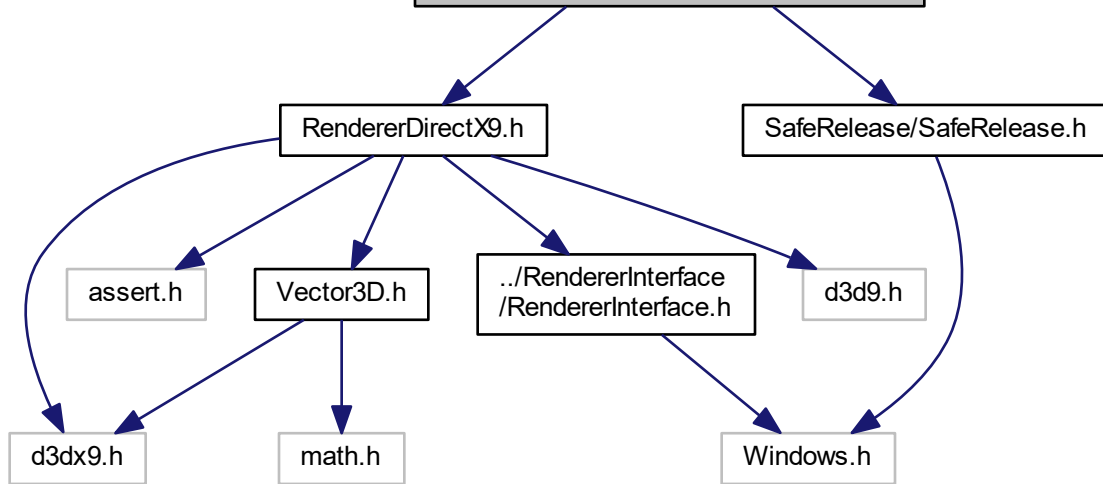 RendererDirectX9.h
SafeRelease/SafeRelease.h
assert.h
Vector3D.h
../RendererInterface
/RendererInterface.h
d3d9.h
d3dx9.h
math.h
Windows.h